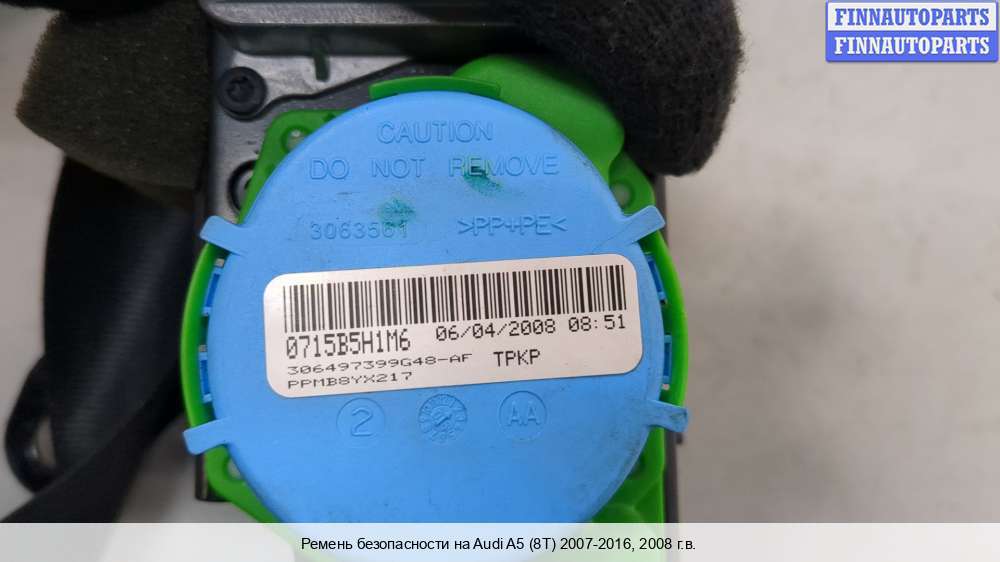 FINNAUTOPARTS
FINNAUTOPARTS
CAUTION
DO NOT REMOVE
3063561 >PP+PE<
0715B5H1M6 06/04/2008 08:51
306497399G48-AF TPKP
PPMB8YX217
2 AA
Ремень безопасности на Audi A5 (8T) 2007-2016, 2008 г.в.